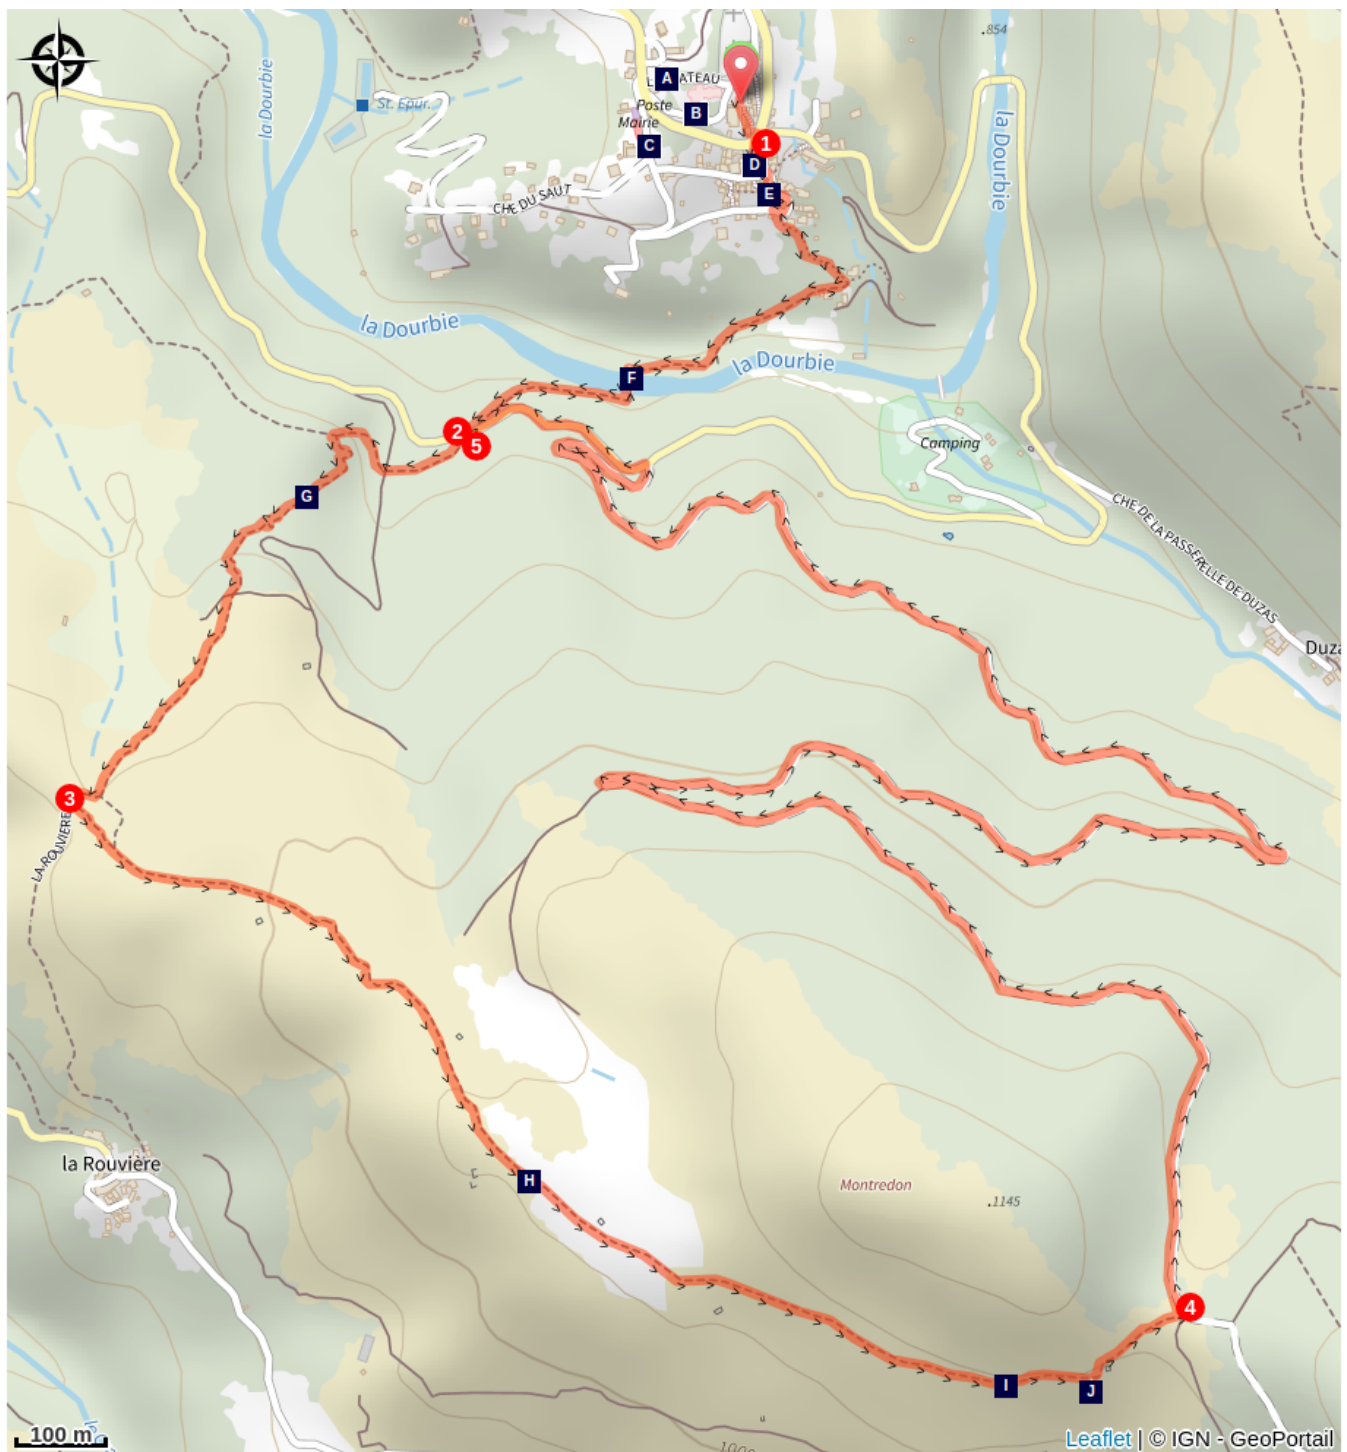 .854
la Dourbie
St. Epur.
A
ATEAU
B
Poste
Mairie
C
1
D
E
CHE DU SAUT
la Dourbie
la Dourbie
la Dourbie
F
2
5
Camping
G
CHE DE LA PASSERELLE DE DUZAS
Duza
3
LA ROUVIERE
la Rouvière
H
Montredon
.1145
4
I
J
100 m
1000
Leaflet | © IGN - GeoPortail